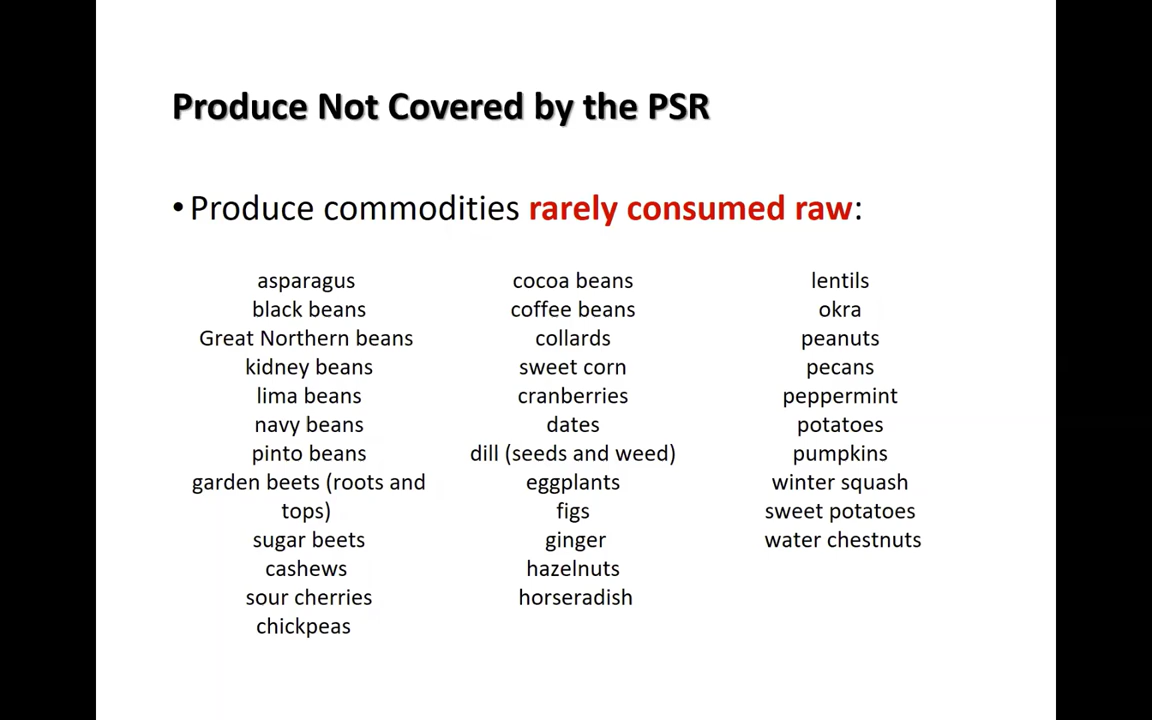 Produce Not Covered by the PSR
• Produce commodities rarely consumed raw:
asparagus
black beans
Great Northern beans
kidney beans
lima beans
navy beans
pinto beans
garden beets (roots and
tops)
sugar beets
cashews
sour cherries
chickpeas
cocoa beans
coffee beans
collards
sweet corn
cranberries
dates
dill (seeds and weed)
eggplants
figs
ginger
hazelnuts
horseradish
lentils
okra
peanuts
pecans
peppermint
potatoes
pumpkins
winter squash
sweet potatoes
water chestnuts